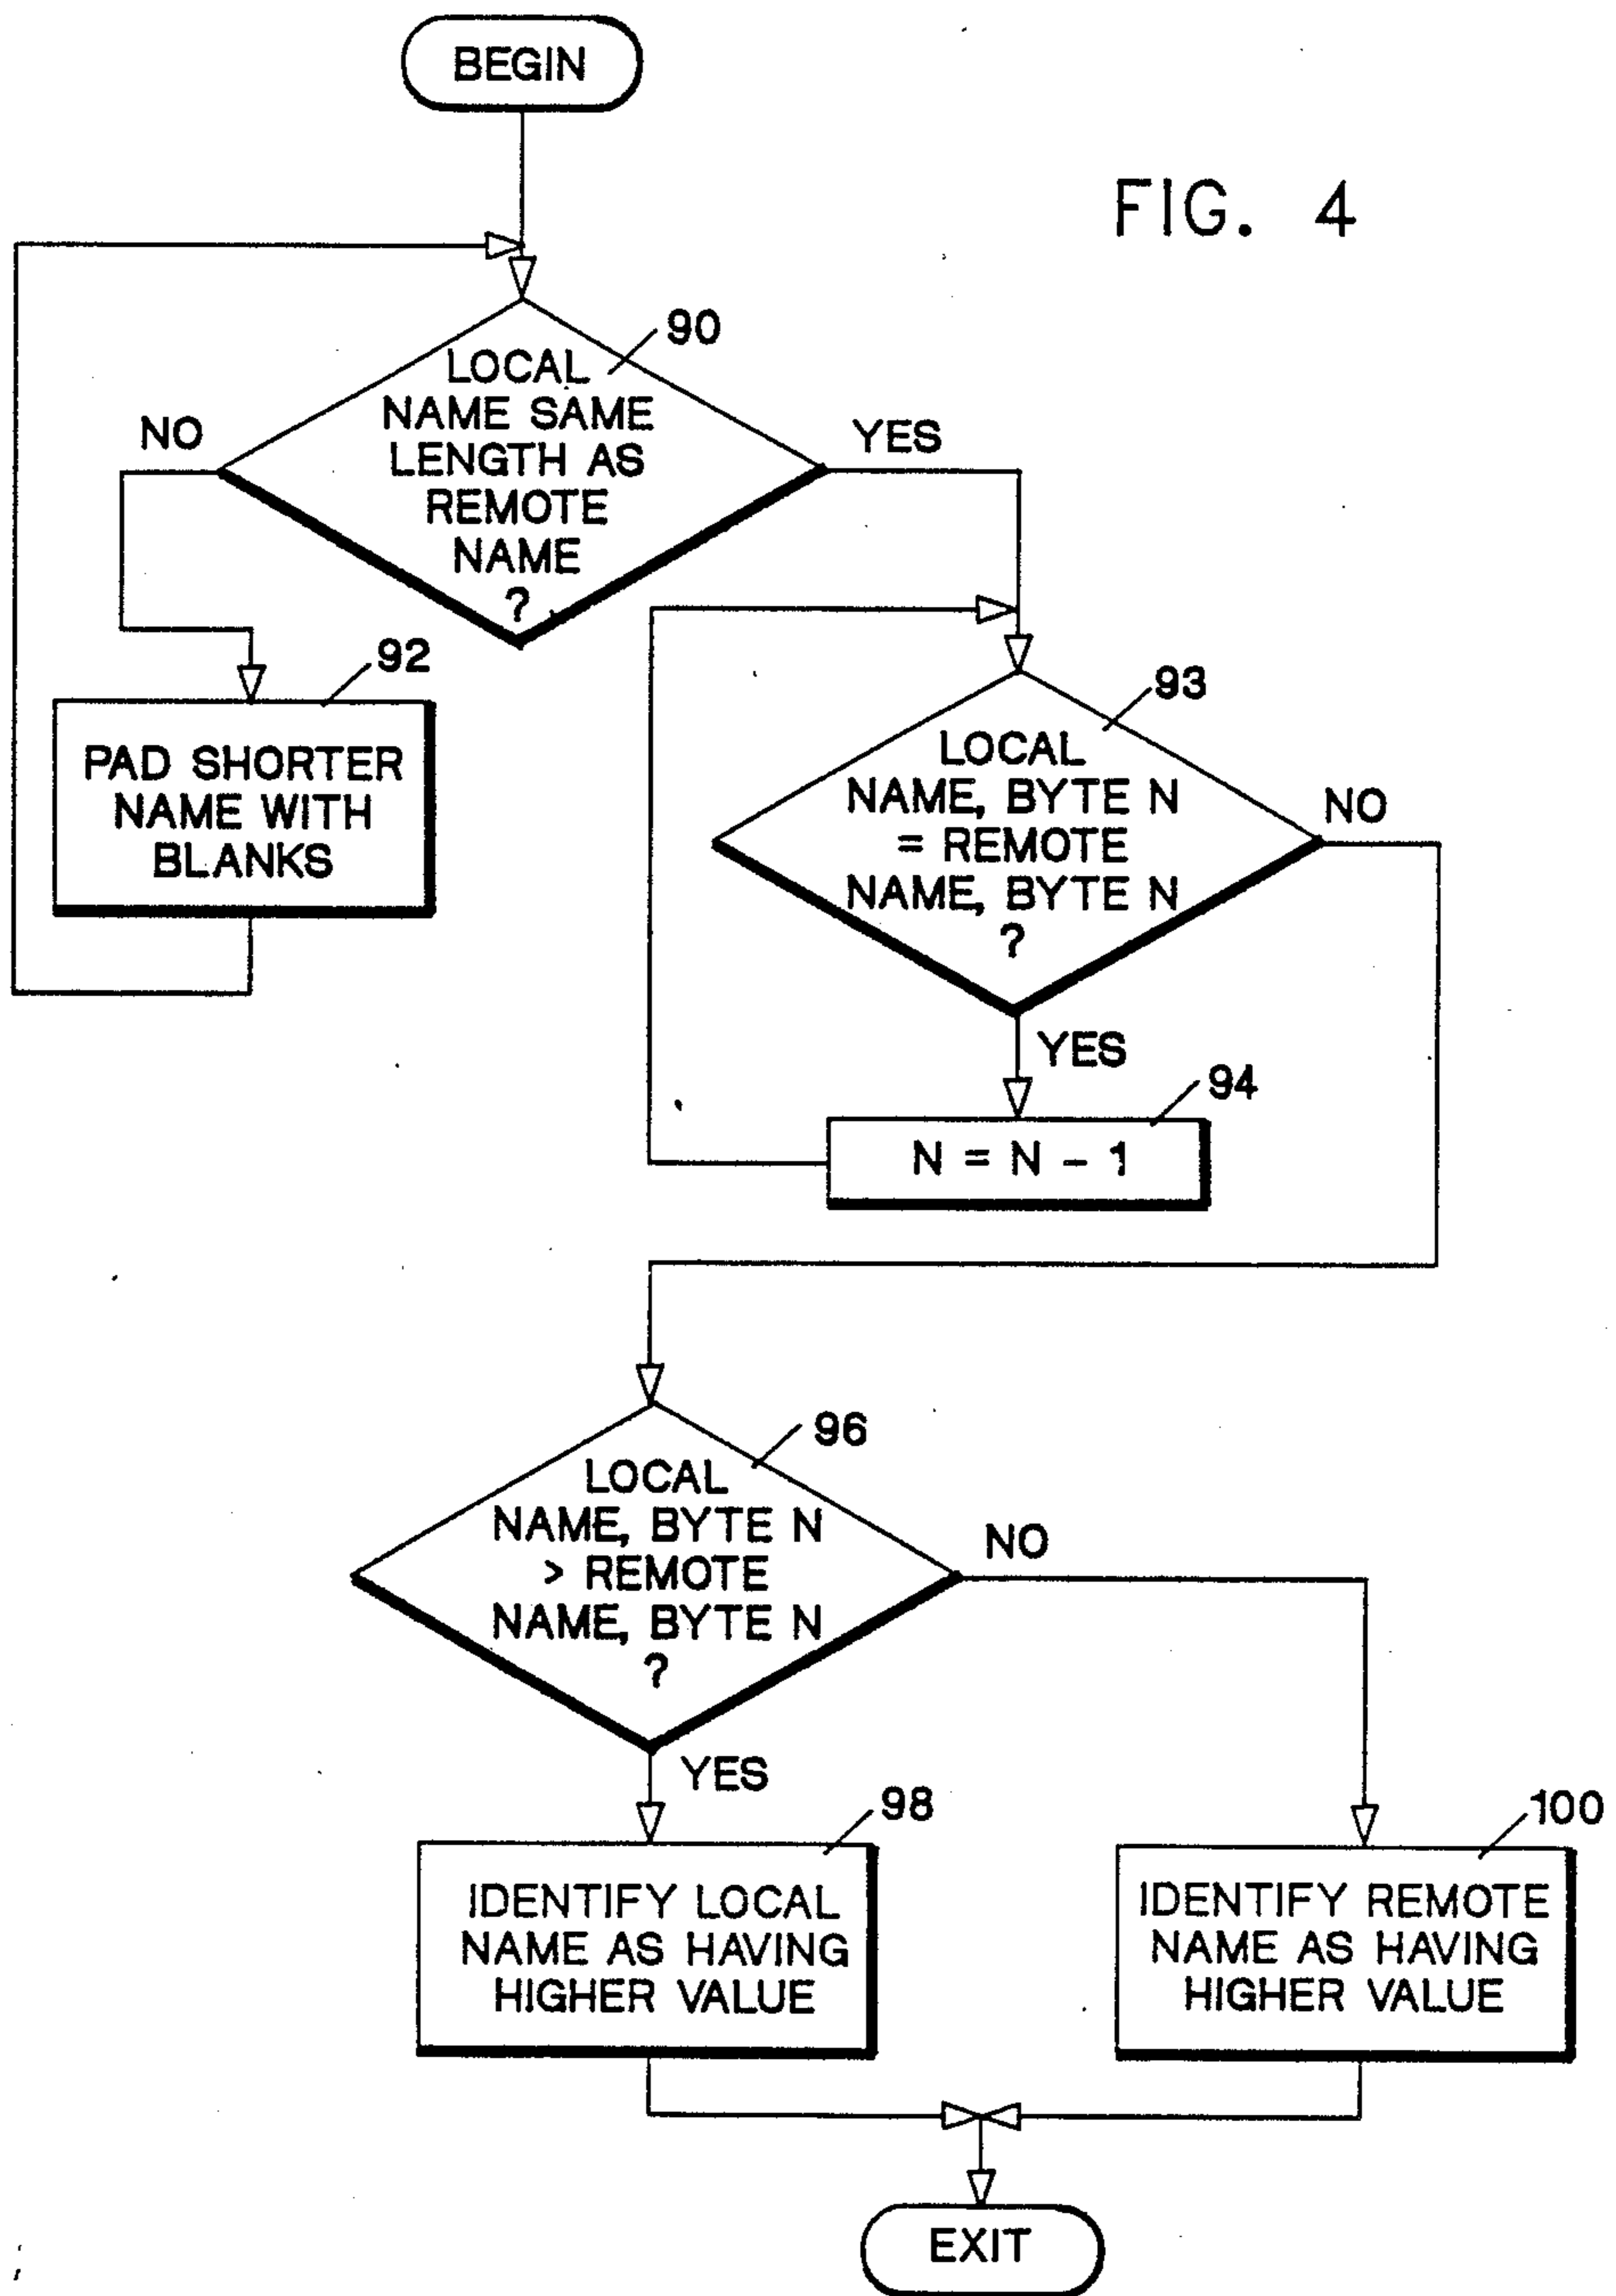 BEGIN
FIG. 4
90
LOCAL
NAME SAME
LENGTH AS
REMOTE
NAME
?
NO
YES
92
PAD SHORTER
NAME WITH
BLANKS
93
LOCAL
NAME, BYTE N
= REMOTE
NAME, BYTE N
?
NO
YES
94
N = N - 1
96
LOCAL
NAME, BYTE N
> REMOTE
NAME, BYTE N
?
NO
YES
98
IDENTIFY LOCAL
NAME AS HAVING
HIGHER VALUE
100
IDENTIFY REMOTE
NAME AS HAVING
HIGHER VALUE
EXIT